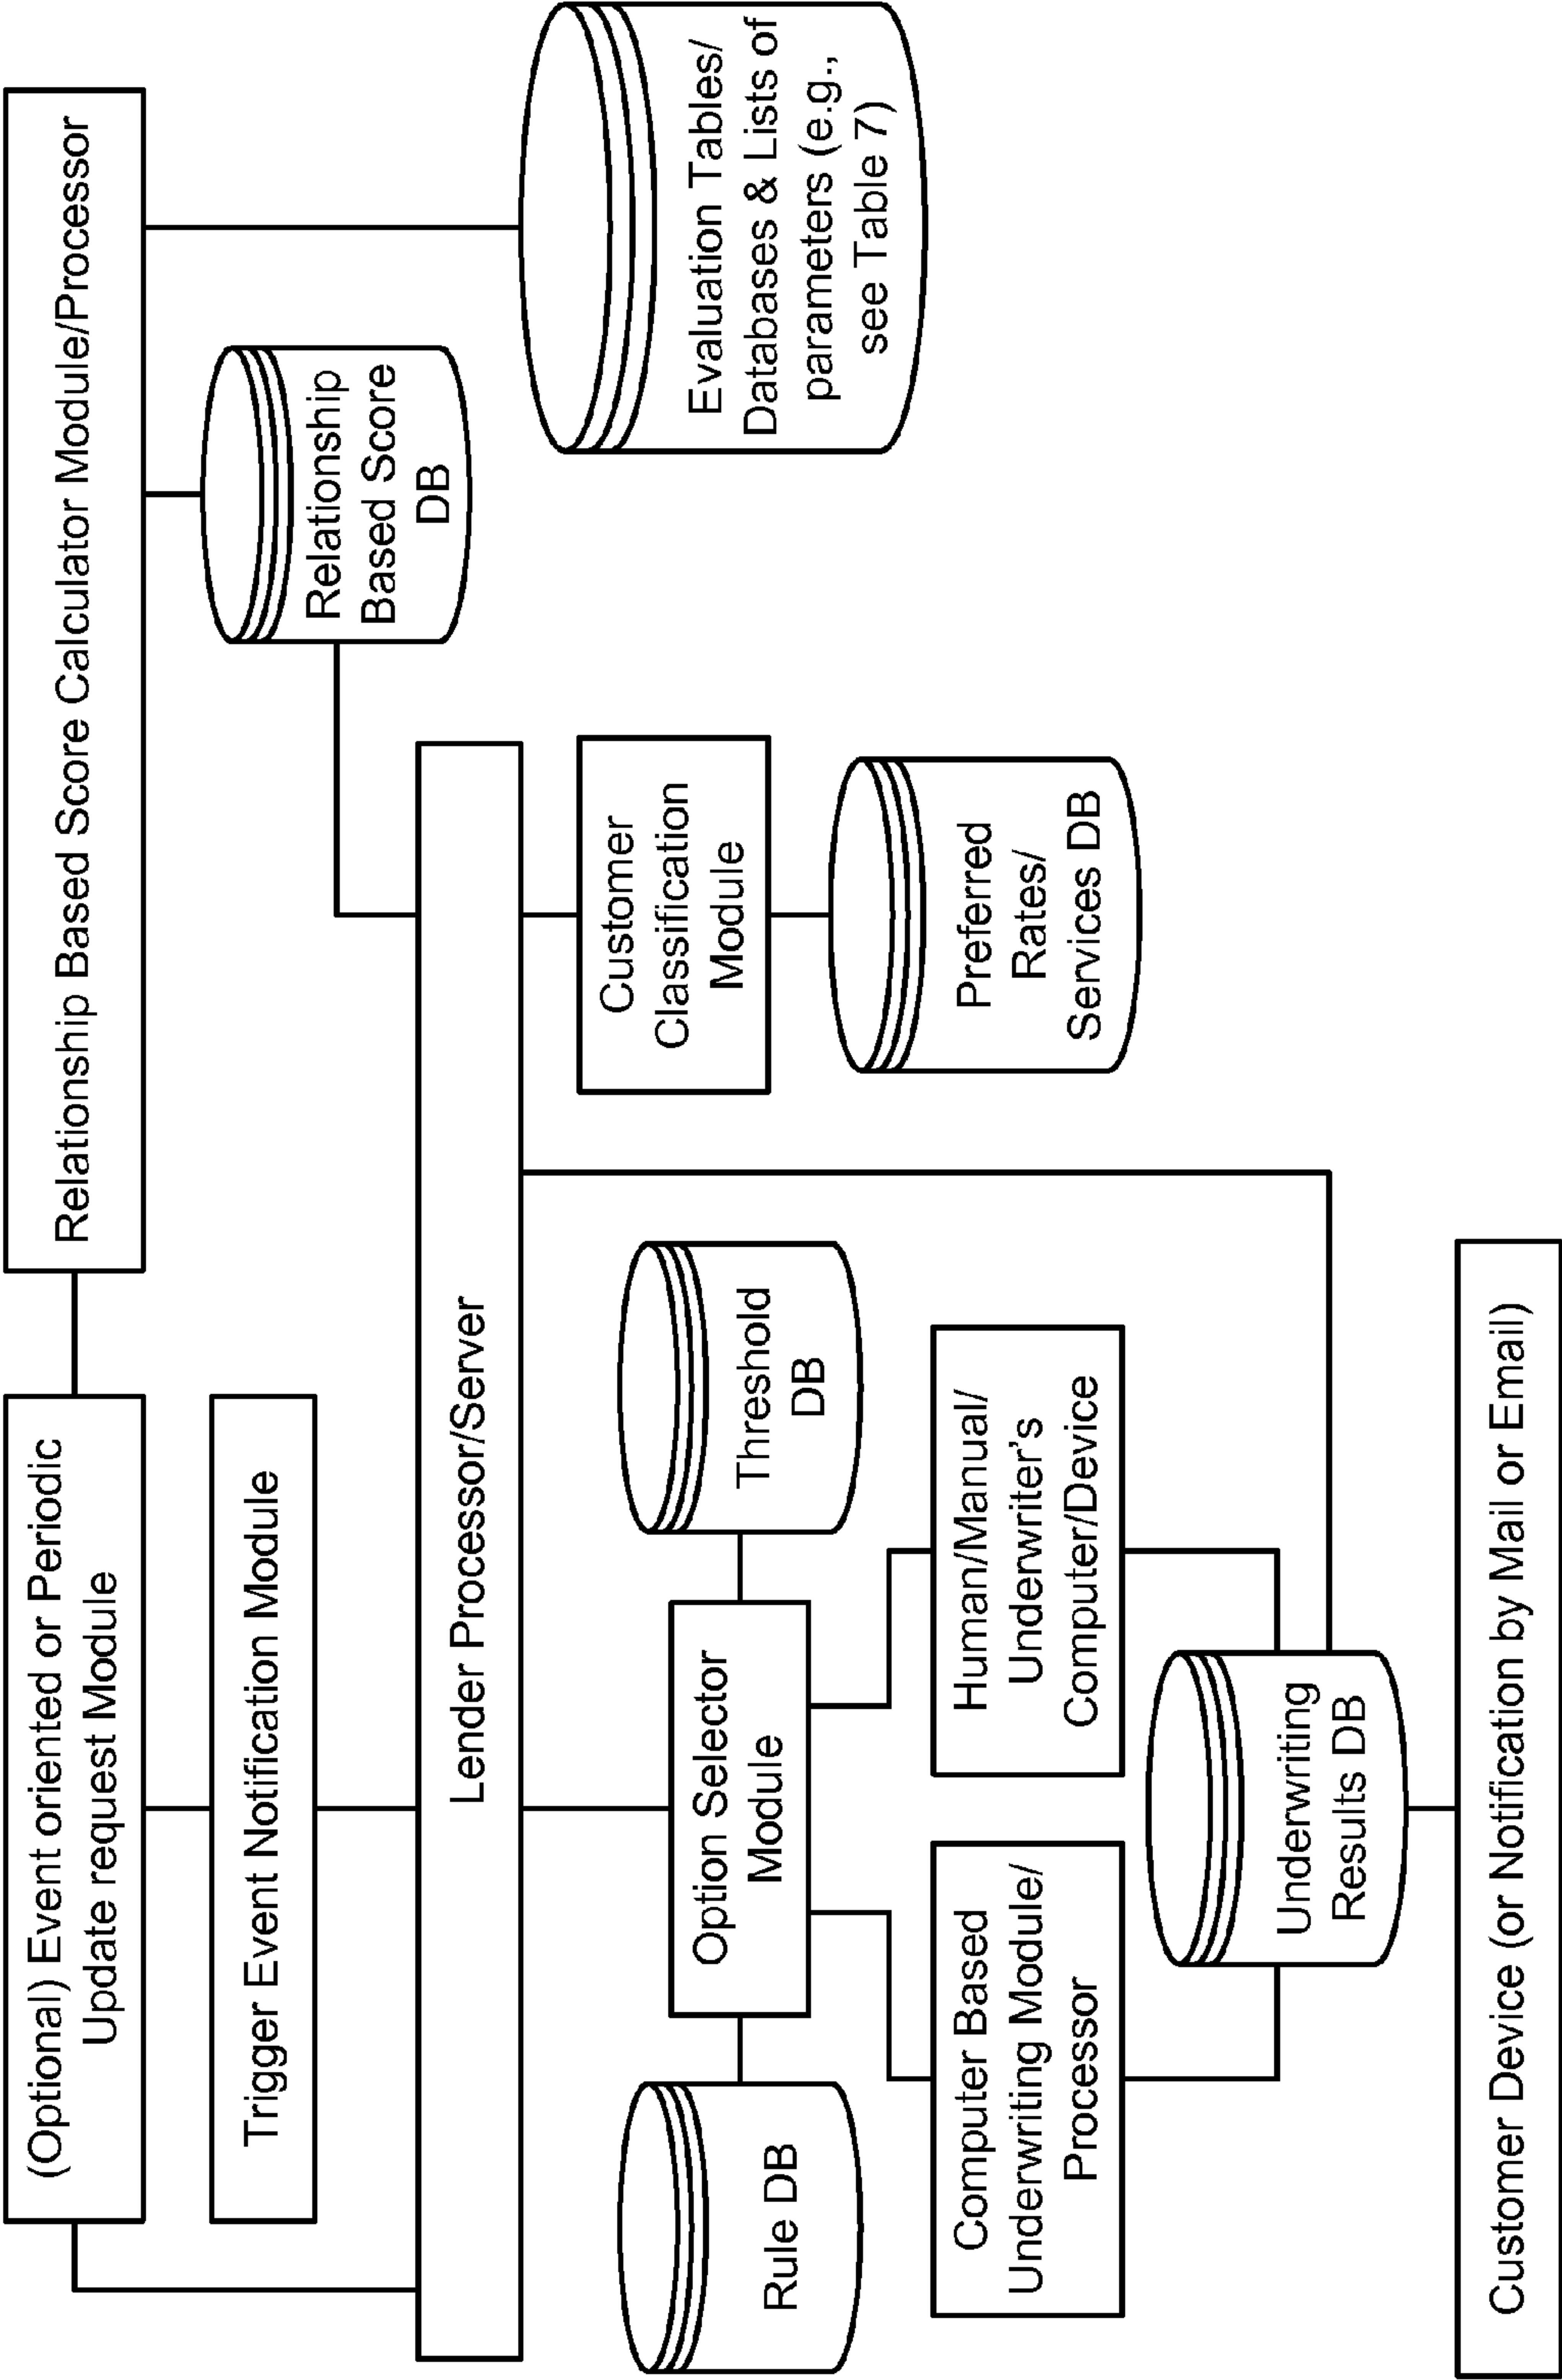 (Optional) Event oriented or Periodic
Update request Module
Relationship Based Score Calculator Module/Processor
Trigger Event Notification Module
Relationship
Based Score
DB
Lender Processor/Server
Evaluation Tables/
Databases & Lists of
parameters (e.g.,
see Table 7)
Customer
Classification
Module
Rule DB
Option Selector
Module
Threshold
DB
Preferred
Rates/
Services DB
Computer Based
Underwriting Module/
Processor
Human/Manual/
Underwriter's
Computer/Device
Underwriting
Results DB
Customer Device (or Notification by Mail or Email)